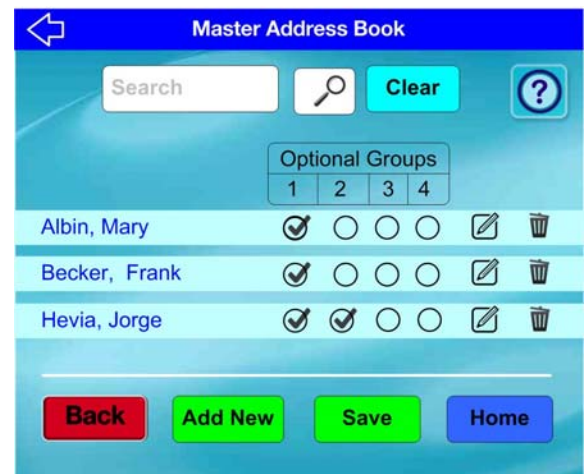 Master Address Book
Search Clear ?
Optional Groups
1 2 3 4
Albin, Mary
Becker, Frank
Hevia, Jorge
Back Add New Save Home